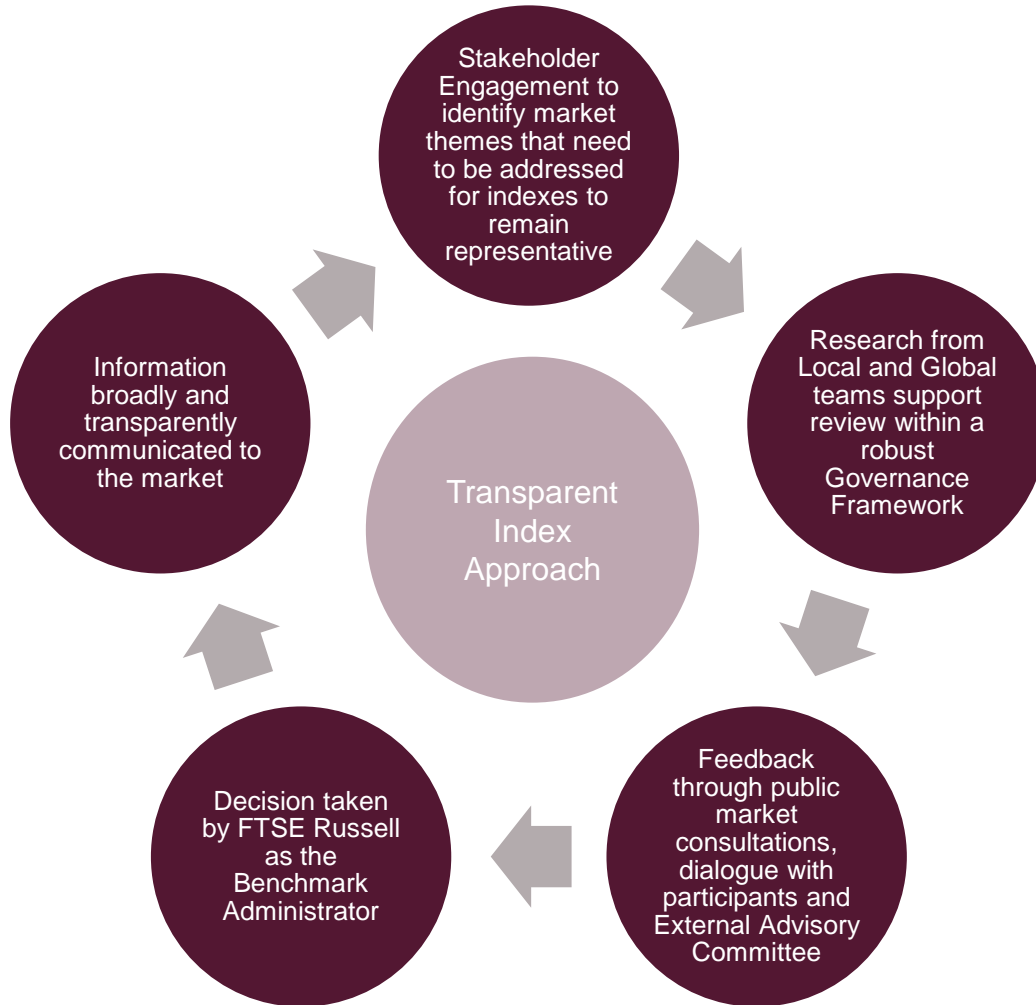 Stakeholder
Engagement to
identify market
themes that need
to be addressed
for indexes to
remain
representative
Research from
Local and Global
teams support
review within a
robust
Governance
Framework
Feedback
through public
market
consultations,
dialogue with
participants and
External Advisory
Committee
Decision taken
by FTSE Russell
as the
Benchmark
Administrator
Information
broadly and
transparently
communicated to
the market
Transparent
Index
Approach